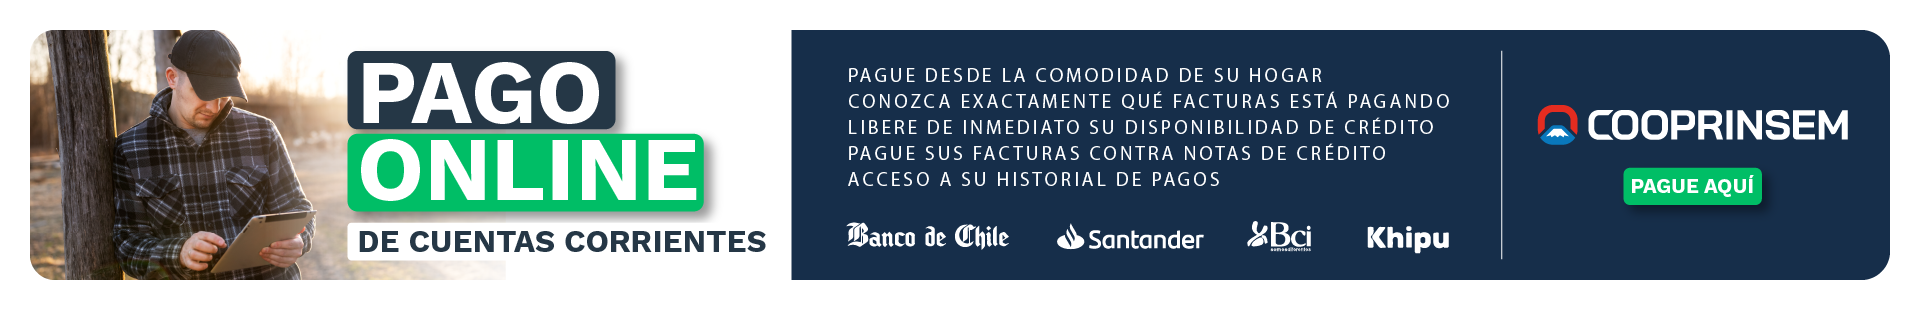 PAGO
ONLINE
DE CUENTAS CORRIENTES
PAGUE DESDE LA COMODIDAD DE SU HOGAR
CONOZCA EXACTAMENTE QUÉ FACTURAS ESTÁ PAGANDO
LIBERE DE INMEDIATO SU DISPONIBILIDAD DE CRÉDITO
PAGUE SUS FACTURAS CONTRA NOTAS DE CRÉDITO
ACCESO A SU HISTORIAL DE PAGOS
Banco de Chile
Santander
Bci
somosdiferentes
Khipu
COOPRINSEM
PAGUE AQUÍ